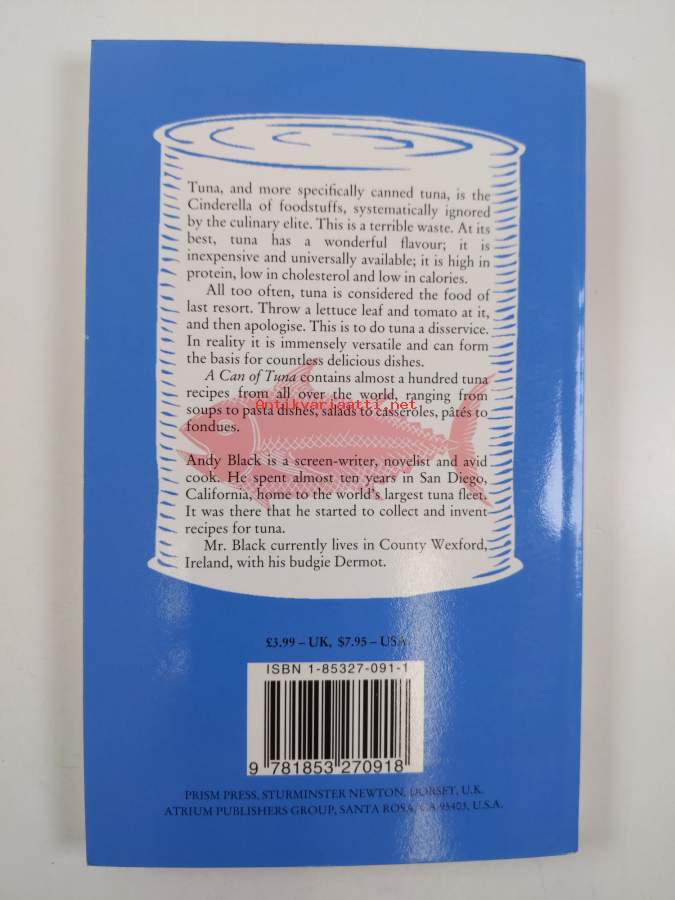 Tuna, and more specifically canned tuna, is the
Cinderella of foodstuffs, systematically ignored
by the culinary elite. This is a terrible waste. At its
best, tuna has a wonderful flavour; it is
inexpensive and universally available; it is high in
protein, low in cholesterol and low in calories.
All too often, tuna is considered the food of
last resort. Throw a lettuce leaf and tomato at it,
and then apologise. This is to do tuna a disservice.
In reality it is immensely versatile and can form
the basis for countless delicious dishes.
A Can of Tuna contains almost a hundred tuna
recipes from all over the world, ranging from
Antikvariaatti.net
soups to pasta dishes, salads to casseroles, pâtés to
fondues.
Andy Black is a screen-writer, novelist and avid
cook. He spent almost ten years in San Diego,
California, home to the world's largest tuna fleet.
It was there that he started to collect and invent
recipes for tuna.
Mr. Black currently lives in County Wexford,
Ireland, with his budgie Dermot.
£3.99 – UK, $7.95 – USA
ISBN 1-85327-091-1
9 781853 270918
PRISM PRESS, STURMINSTER NEWTON, DORSET, U.K.
ATRIUM PUBLISHERS GROUP, SANTA ROSA, CA 95403, U.S.A.